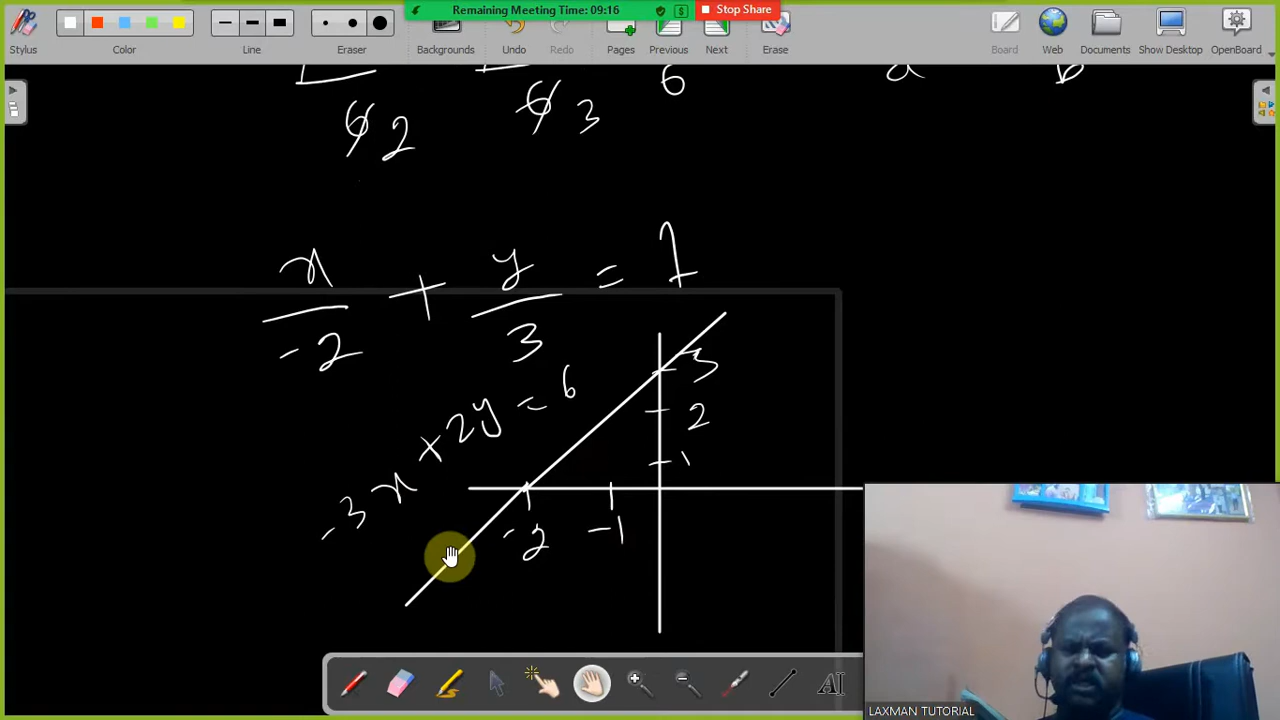 Remaining Meeting Time: 09:16 $ Stop Share
Stylus Color Line Eraser Backgrounds Undo Redo Pages Previous Next Erase Board Web Documents Show Desktop OpenBoard
6 a b
6 2 6 3
x/-2 + y/3 = 1
-3x + 2y = 6
3
2
1
-2 -1
AI
LAXMAN TUTORIAL